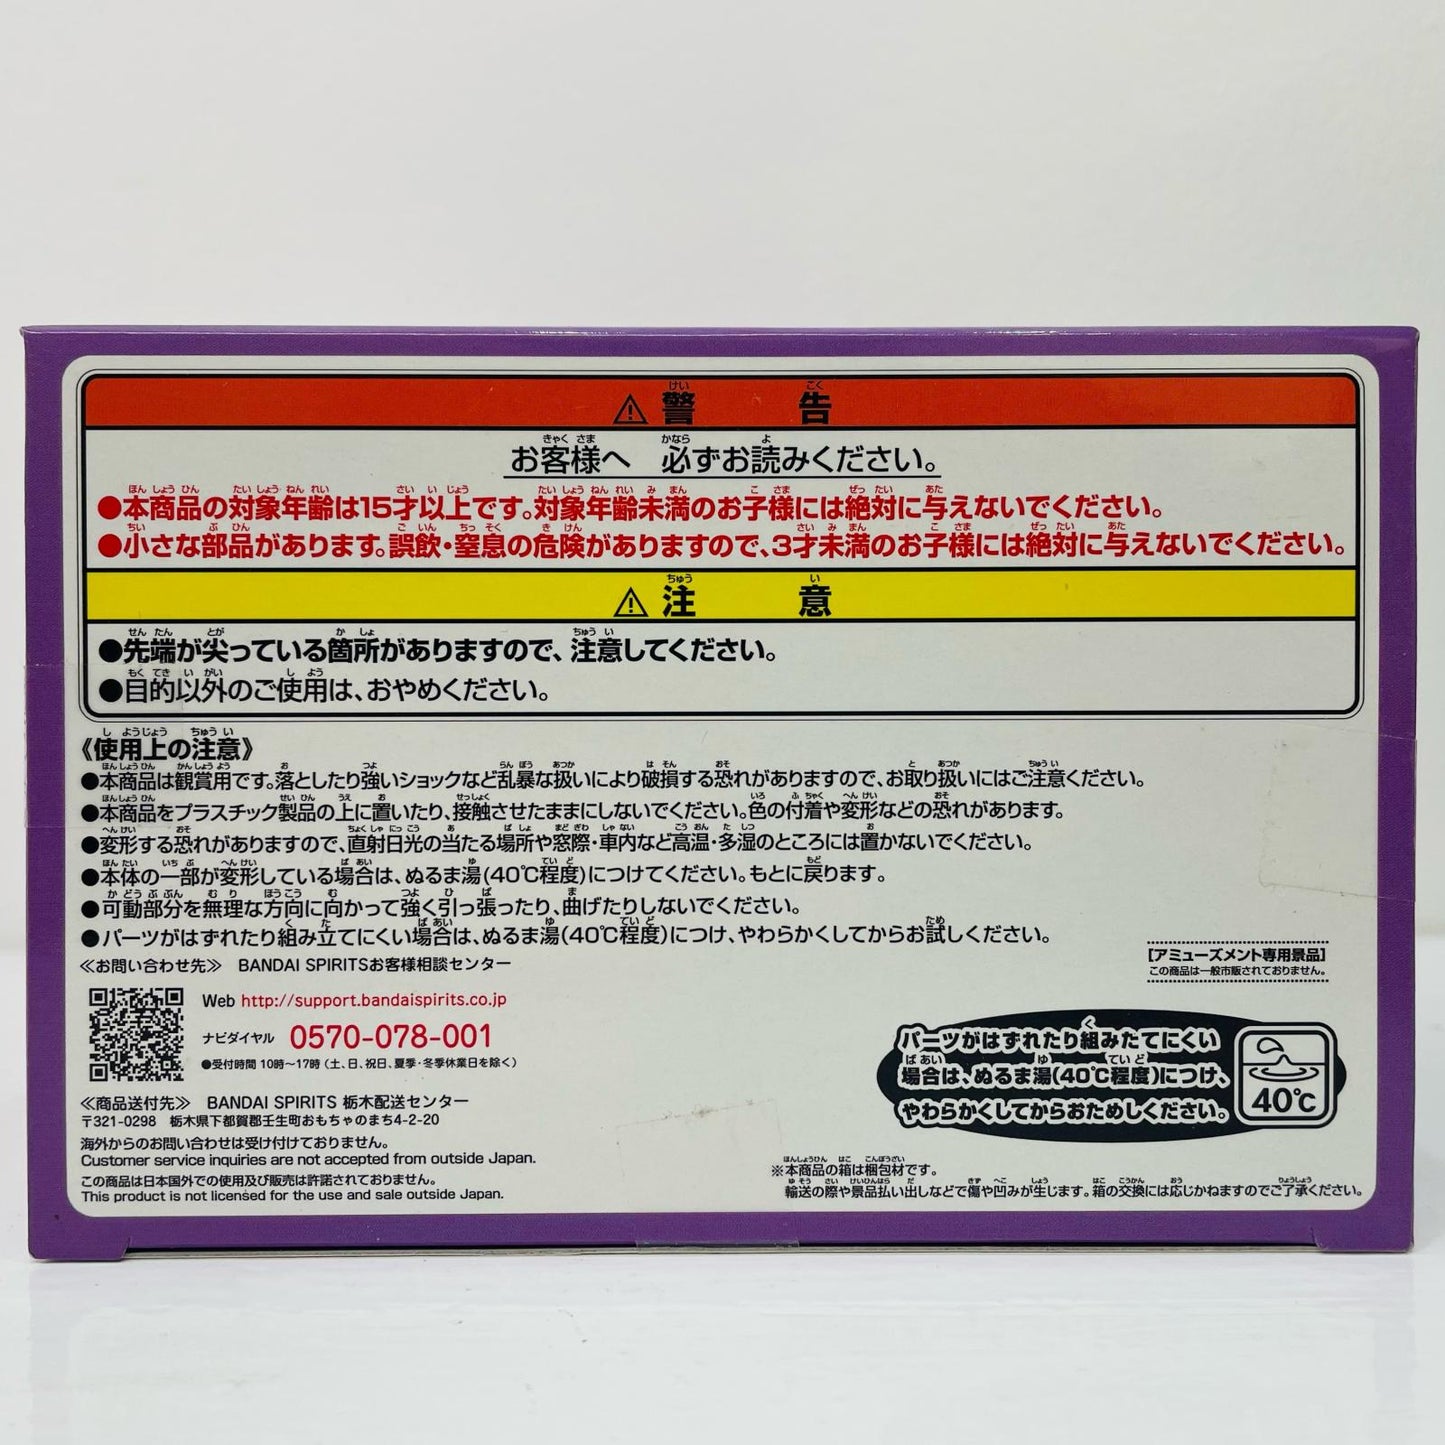 ⚠警告
お客様へ 必ずお読みください。
●本商品の対象年齢は15才以上です。対象年齢未満のお子様には絶対に与えないでください。
●小さな部品があります。誤飲・窒息の危険がありますので、3才未満のお子様には絶対に与えないでください。
⚠注意
●先端が尖っている箇所がありますので、注意してください。
●目的以外のご使用は、おやめください。
《使用上の注意》
●本商品は観賞用です。落としたり強いショックなど乱暴な扱いにより破損する恐れがありますので、お取り扱いにはご注意ください。
●本商品をプラスチック製品の上に置いたり、接触させたままにしないでください。色の付着や変形などの恐れがあります。
●変形する恐れがありますので、直射日光の当たる場所や窓際・車内など高温・多湿のところには置かないでください。
●本体の一部が変形している場合は、ぬるま湯(40℃程度)につけてください。もとに戻ります。
●可動部分を無理な方向に向かって強く引っ張ったり、曲げたりしないでください。
●パーツがはずれたり組み立てにくい場合は、ぬるま湯(40℃程度)につけ、やわらかくしてからお試しください。
≪お問い合わせ先≫ BANDAI SPIRITSお客様相談センター
Web http://support.bandaispirits.co.jp
ナビダイヤル 0570-078-001
●受付時間 10時～17時(土、日、祝日、夏季・冬季休業日を除く)
≪商品送付先≫ BANDAI SPIRITS 栃木配送センター
〒321-0298 栃木県下都賀郡壬生町おもちゃのまち4-2-20
海外からのお問い合わせは受け付けておりません。
Customer service inquiries are not accepted from outside Japan.
この商品は日本国外での使用及び販売は許諾されておりません。
This product is not licensed for the use and sale outside Japan.
[アミューズメント専用景品]
この商品は一般市販されておりません。
パーツがはずれたり組みたてにくい
場合は、ぬるま湯(40℃程度)につけ、
やわらかくしてからおためしください。
40℃
※本商品の箱は梱包材です。
輸送の際や景品払い出しなどで傷や凹みが生じます。箱の交換には応じかねますのでご了承ください。